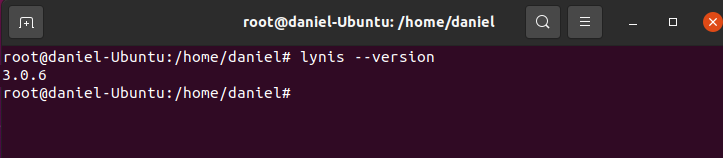 root@daniel-Ubuntu: /home/daniel
root@daniel-Ubuntu:/home/daniel# lynis --version
3.0.6
root@daniel-Ubuntu:/home/daniel#